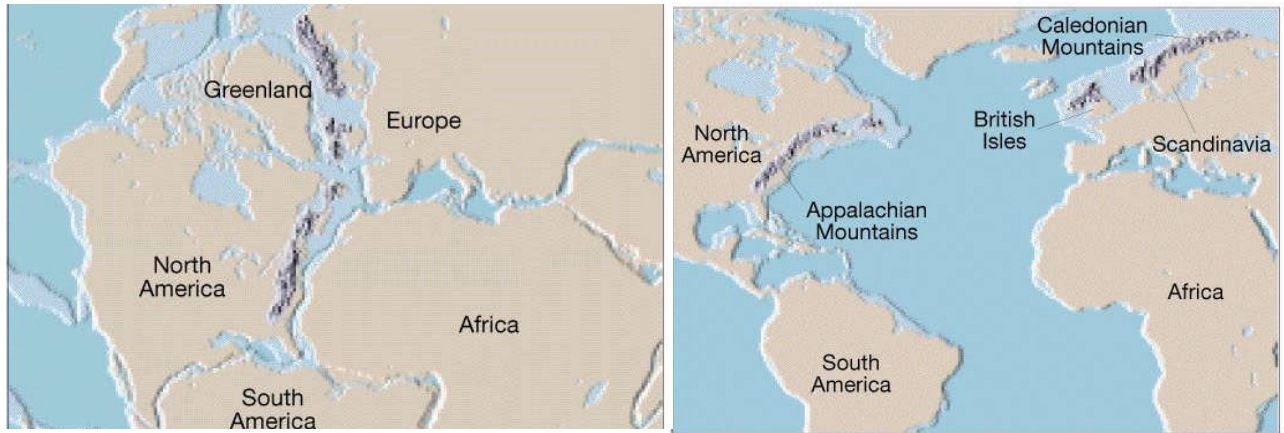 Greenland
Europe
North
America
Africa
South
America
Caledonian
Mountains
North
America
British
Isles
Scandinavia
Appalachian
Mountains
Africa
South
America